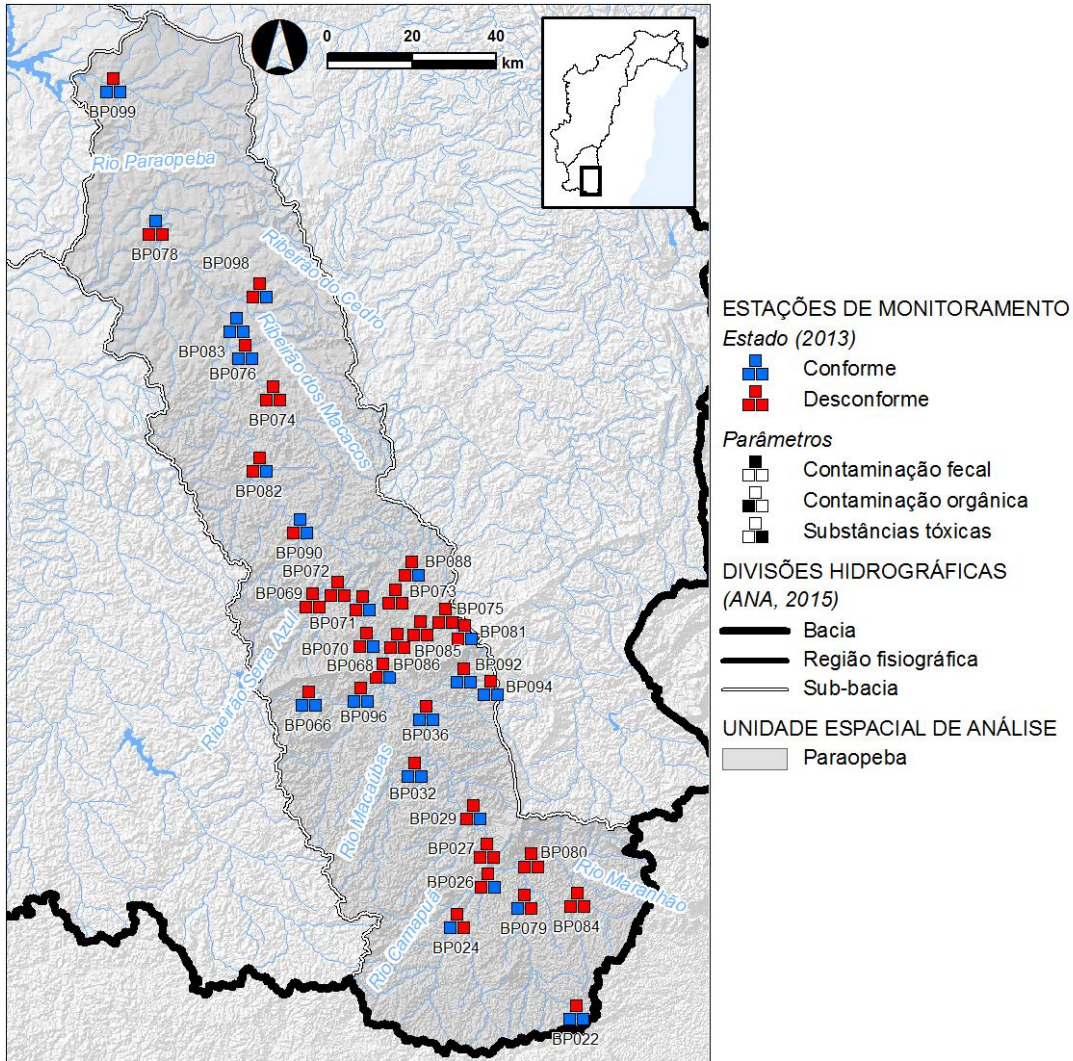 0 20 40
km
BP099
Rio Paraopeba
BP078
BP098
Ribeirão do Cedro
BP083
BP076
Ribeirão dos Macacos
BP074
BP082
BP090
BP072
BP088
BP069
BP073
BP071
BP075
BP081
BP070
BP085
BP068
BP086
BP092
BP094
Ribeirão Serra Azul
BP066
BP096
BP036
Rio Macaúbas
BP032
BP029
BP027
BP080
BP026
Rio Maranhão
BP079
BP084
BP024
Rio Camapuã
BP022
ESTAÇÕES DE MONITORAMENTO
Estado (2013)
Conforme
Desconforme
Parâmetros
Contaminação fecal
Contaminação orgânica
Substâncias tóxicas
DIVISÕES HIDROGRÁFICAS
(ANA, 2015)
Bacia
Região fisiográfica
Sub-bacia
UNIDADE ESPACIAL DE ANÁLISE
Paraopeba